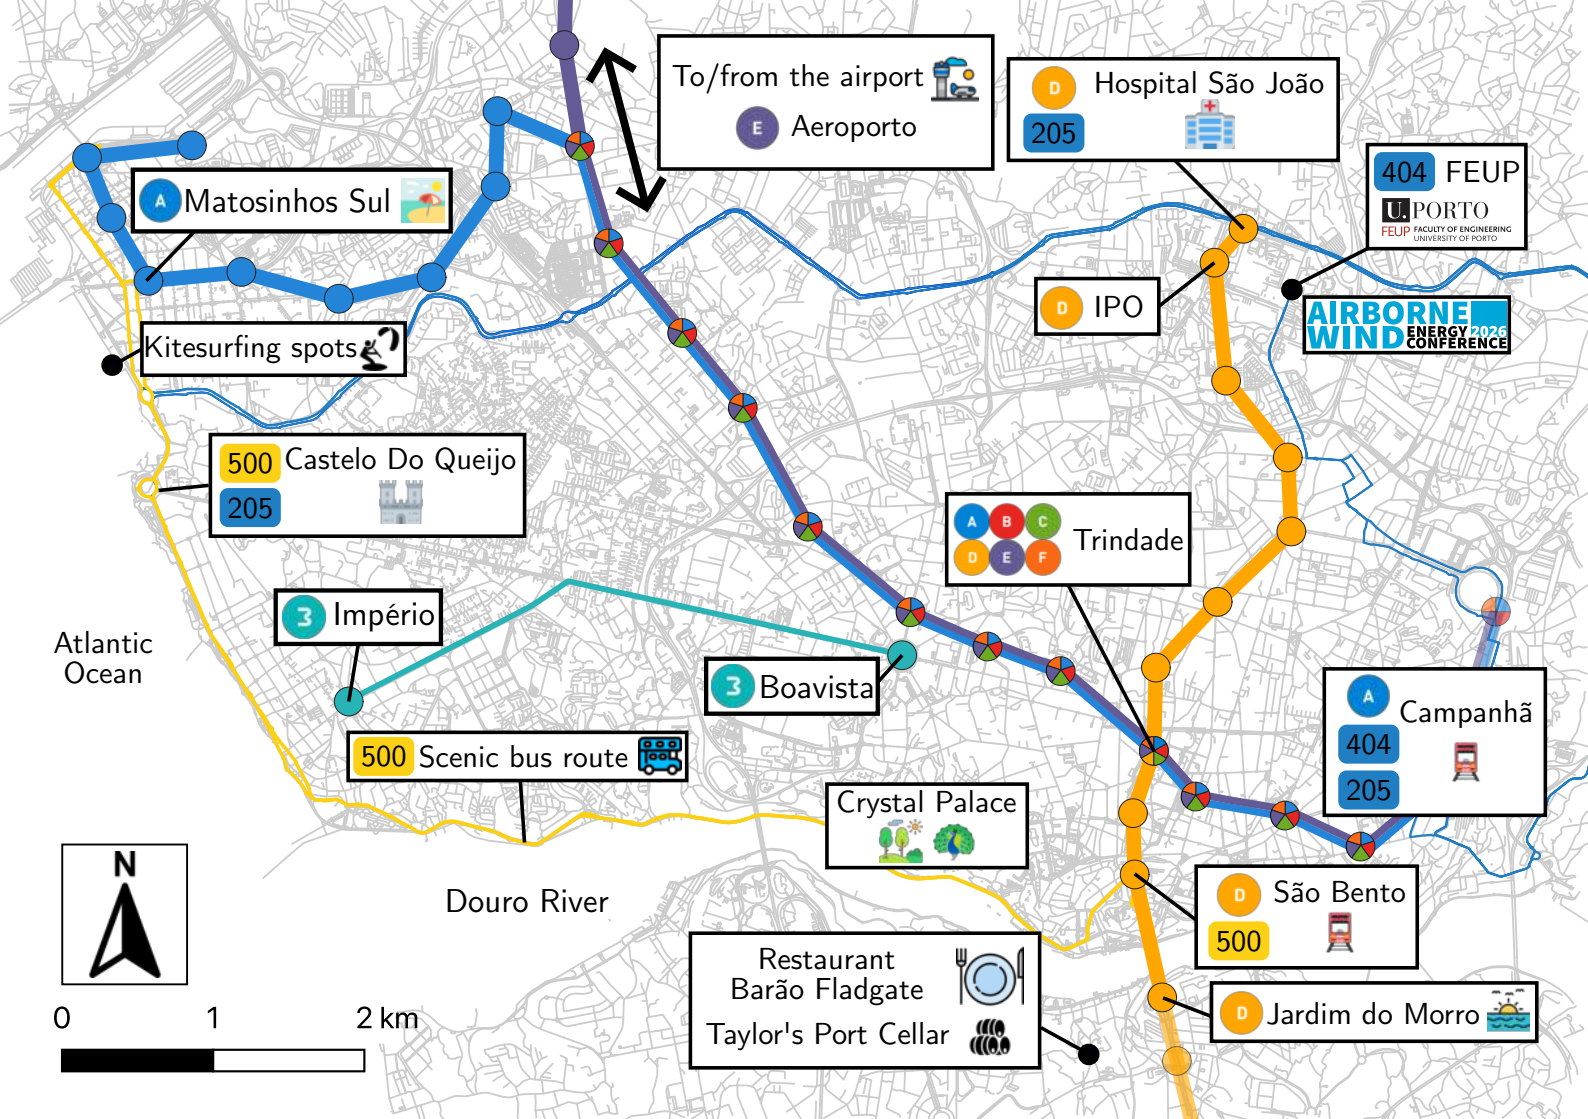 To/from the airport
E Aeroporto
D Hospital São João
205
404 FEUP
U. PORTO
FEUP FACULTY OF ENGINEERING
UNIVERSITY OF PORTO
A Matosinhos Sul
D IPO
AIRBORNE
WIND ENERGY 2026
CONFERENCE
Kitesurfing spots
500 Castelo Do Queijo
205
A B C
D E F
Trindade
3 Império
Atlantic
Ocean
3 Boavista
A
404
205
Campanhã
500 Scenic bus route
Crystal Palace
N
Douro River
D São Bento
500
Restaurant
Barão Fladgate
Taylor's Port Cellar
D Jardim do Morro
0 1 2 km